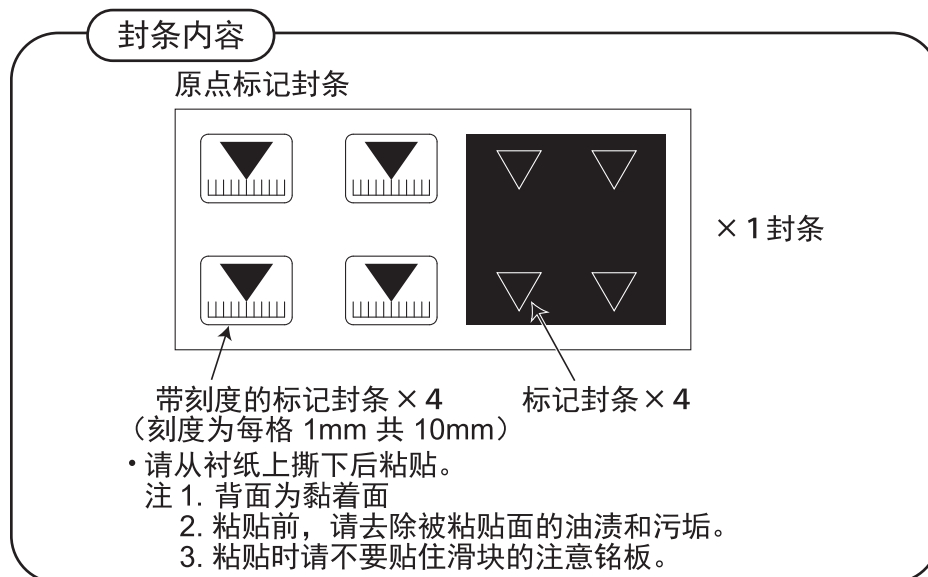 封条内容
原点标记封条
×1封条
带刻度的标记封条×4
（刻度为每格 1mm 共 10mm）
标记封条×4
・请从衬纸上撕下后粘贴。
注 1. 背面为黏着面
2. 粘贴前，请去除被粘贴面的油渍和污垢。
3. 粘贴时请不要贴住滑块的注意铭板。